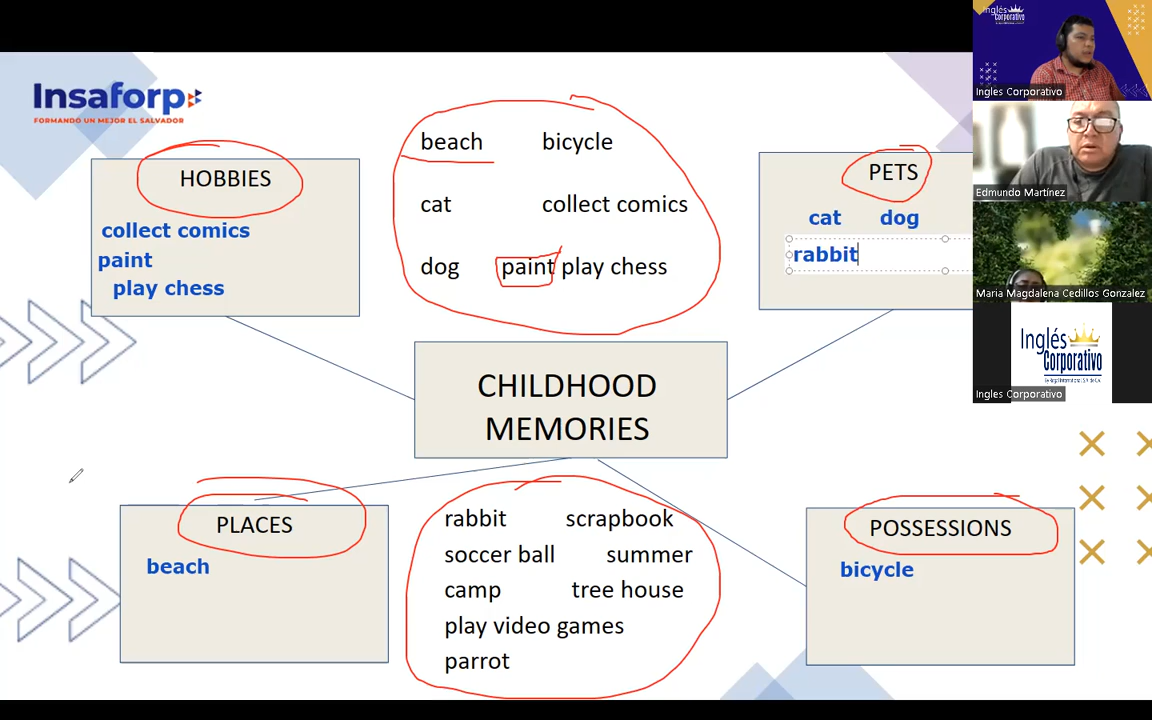 Insaforp
FORMANDO UN MEJOR EL SALVADOR
HOBBIES
collect comics
paint
play chess
beach bicycle
cat collect comics
dog paint play chess
PETS
cat dog
rabbit
CHILDHOOD
MEMORIES
PLACES
beach
rabbit scrapbook
soccer ball summer
camp tree house
play video games
parrot
POSSESSIONS
bicycle
Inglés
Corporativo
Ingles Corporativo
Edmundo Martínez
Maria Magdalena Cedillos Gonzalez
Inglés
Corporativo
Ingles Corporativo